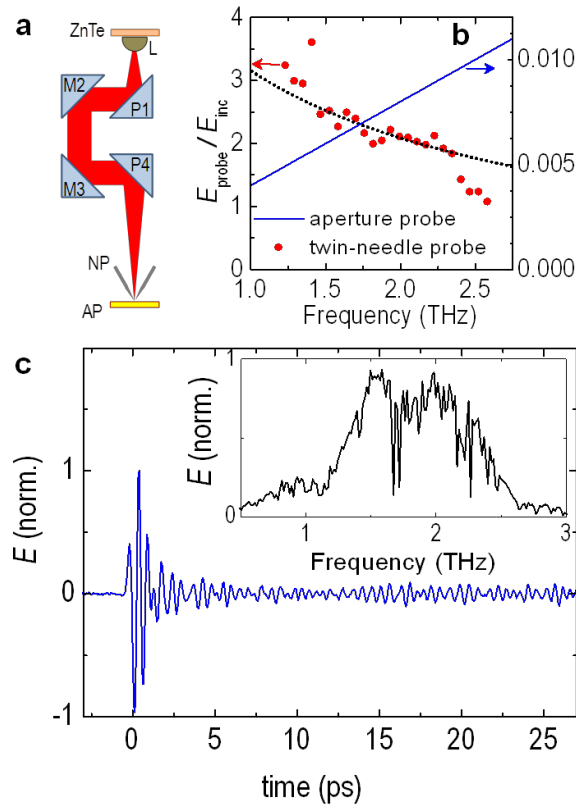 a
ZnTe
L
M2
P1
M3
P4
NP
AP
b
E_probe / E_inc
4
3
2
1
0
0.010
0.005
0.000
aperture probe
twin-needle probe
1.0 1.5 2.0 2.5
Frequency (THz)
c
E (norm.)
1
0
-1
0 5 10 15 20 25
time (ps)
E (norm.)
1
0
1 2 3
Frequency (THz)